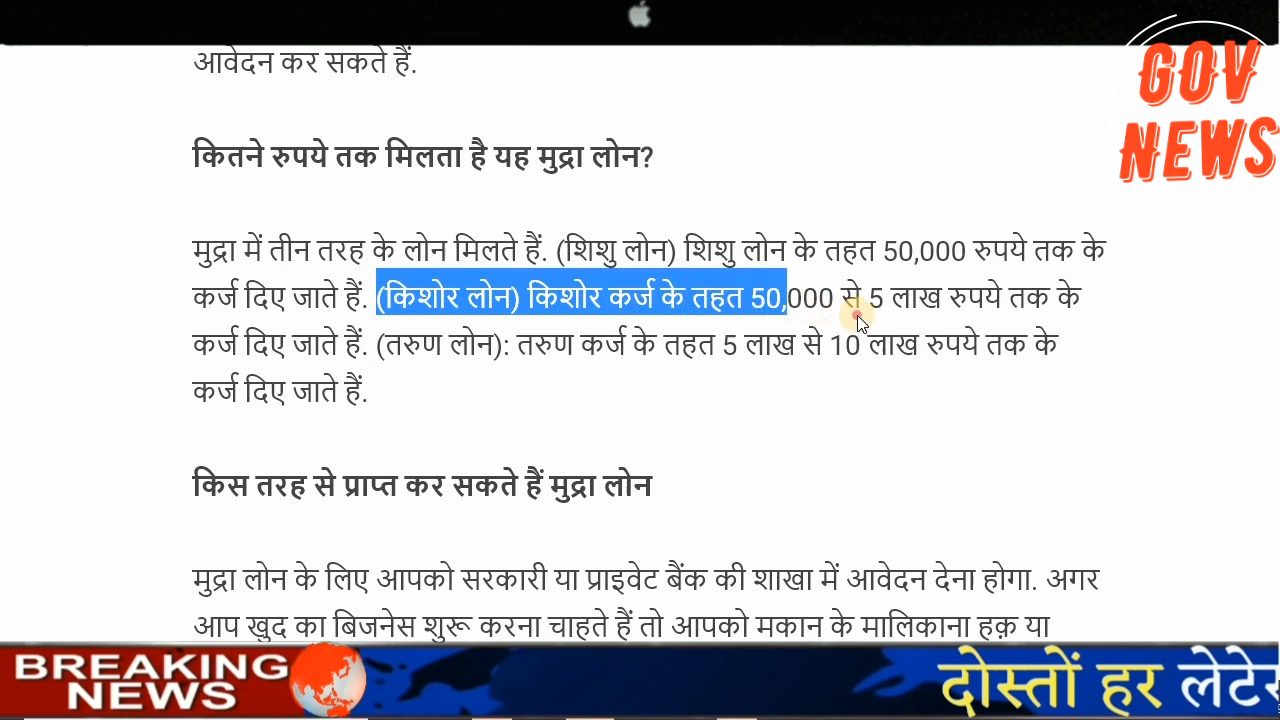 आवेदन कर सकते हैं.
GOV
NEWS
कितने रुपये तक मिलता है यह मुद्रा लोन?
मुद्रा में तीन तरह के लोन मिलते हैं. (शिशु लोन) शिशु लोन के तहत 50,000 रुपये तक के
कर्ज दिए जाते हैं. (किशोर लोन) किशोर कर्ज के तहत 50,000 से 5 लाख रुपये तक के
कर्ज दिए जाते हैं. (तरुण लोन): तरुण कर्ज के तहत 5 लाख से 10 लाख रुपये तक के
कर्ज दिए जाते हैं.
किस तरह से प्राप्त कर सकते हैं मुद्रा लोन
मुद्रा लोन के लिए आपको सरकारी या प्राइवेट बैंक की शाखा में आवेदन देना होगा. अगर
आप खुद का बिजनेस शुरू करना चाहते हैं तो आपको मकान के मालिकाना हक़ या
BREAKING
NEWS
दोस्तों हर